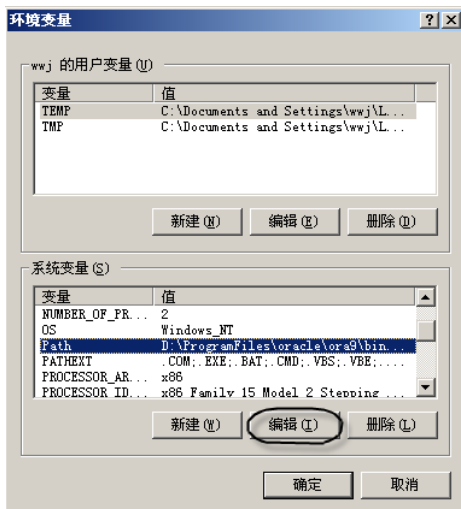 环境变量
wwj 的用户变量(U)
变量 值
TEMP C:\Documents and Settings\wwj\L...
TMP C:\Documents and Settings\wwj\L...
新建(N) 编辑(E) 删除(D)
系统变量(S)
变量 值
NUMBER_OF_PR... 2
OS Windows_NT
Path D:\ProgramFiles\oracle\ora9\bin...
PATHEXT .COM;.EXE;.BAT;.CMD;.VBS;.VBE;....
PROCESSOR_AR... x86
PROCESSOR_ID... x86 Family 15 Model 2 Stepping ...
新建(W) 编辑(I) 删除(L)
确定 取消